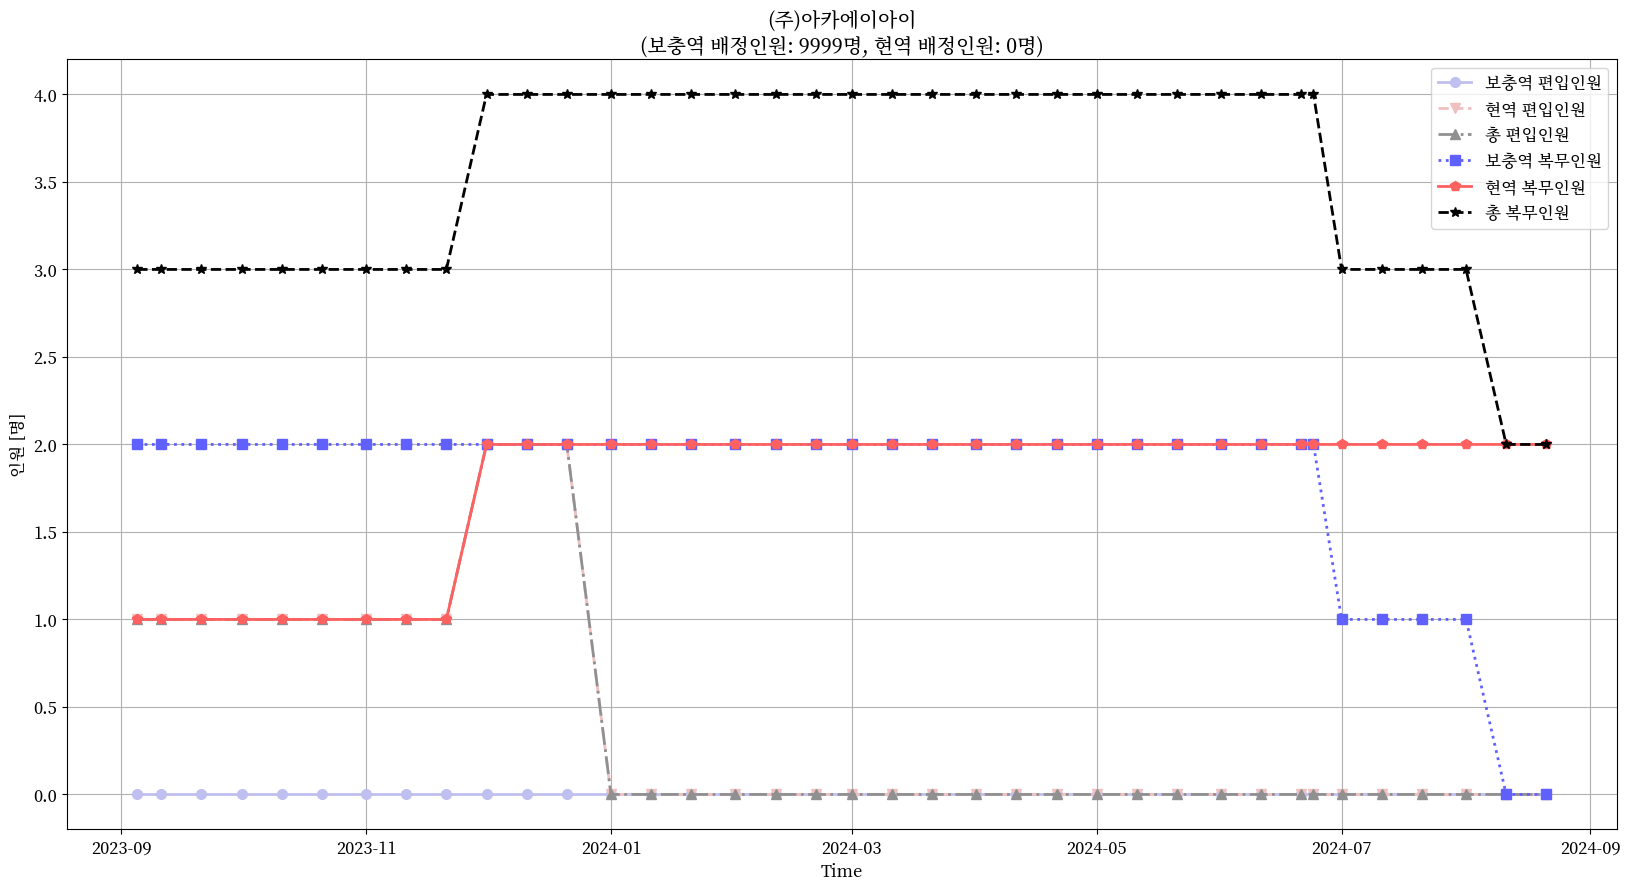 (주)아카에이아이
(보충역 배정인원: 9999명, 현역 배정인원: 0명)
보충역 편입인원
현역 편입인원
총 편입인원
보충역 복무인원
현역 복무인원
총 복무인원
4.0
3.5
3.0
2.5
2.0
1.5
1.0
0.5
0.0
인원 [명]
2023-09 2023-11 2024-01 2024-03 2024-05 2024-07 2024-09
Time